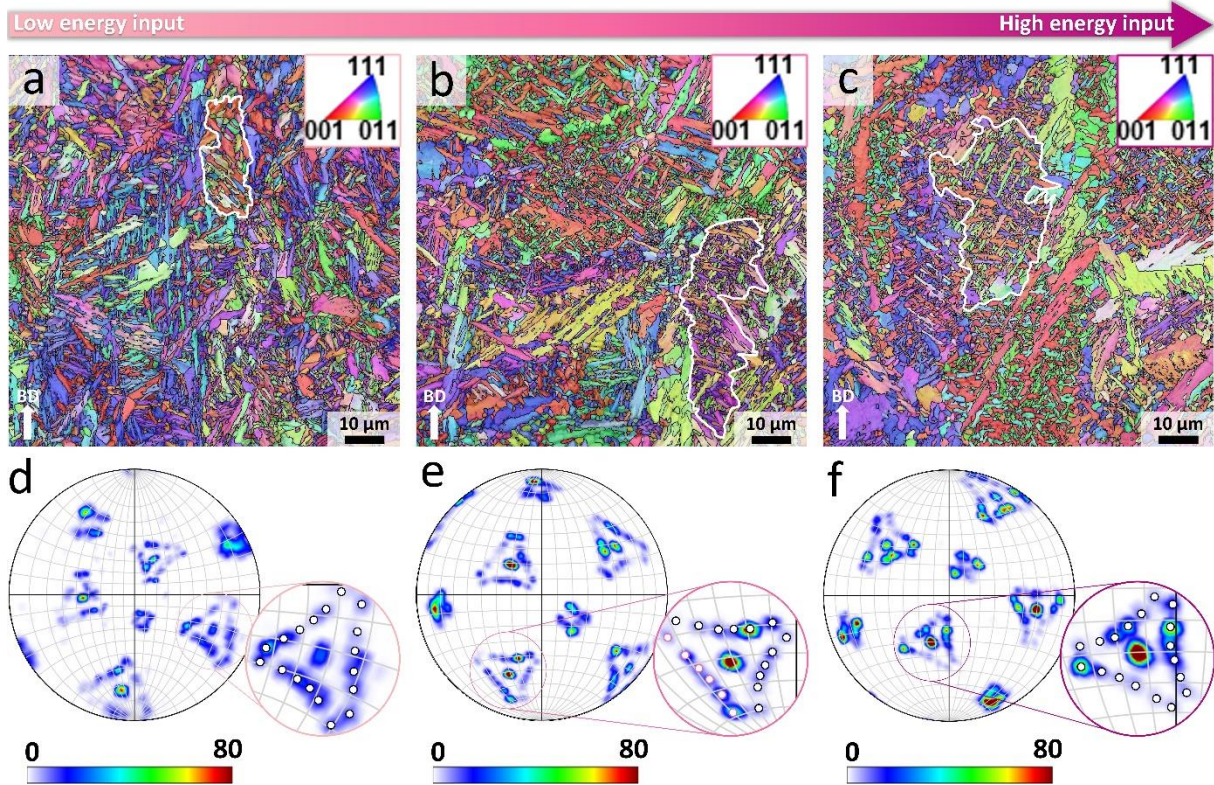 Low energy input
High energy input
a
111
001 011
BD
10 μm
b
111
001 011
BD
10 μm
c
111
001 011
BD
10 μm
d
0 80
e
0 80
f
0 80